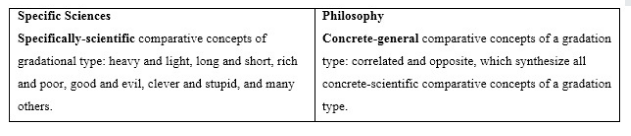 Specific Sciences
Specifically-scientific comparative concepts of
gradational type: heavy and light, long and short, rich
and poor, good and evil, clever and stupid, and many
others.
Philosophy
Concrete-general comparative concepts of a gradation
type: correlated and opposite, which synthesize all
concrete-scientific comparative concepts of a gradation
type.